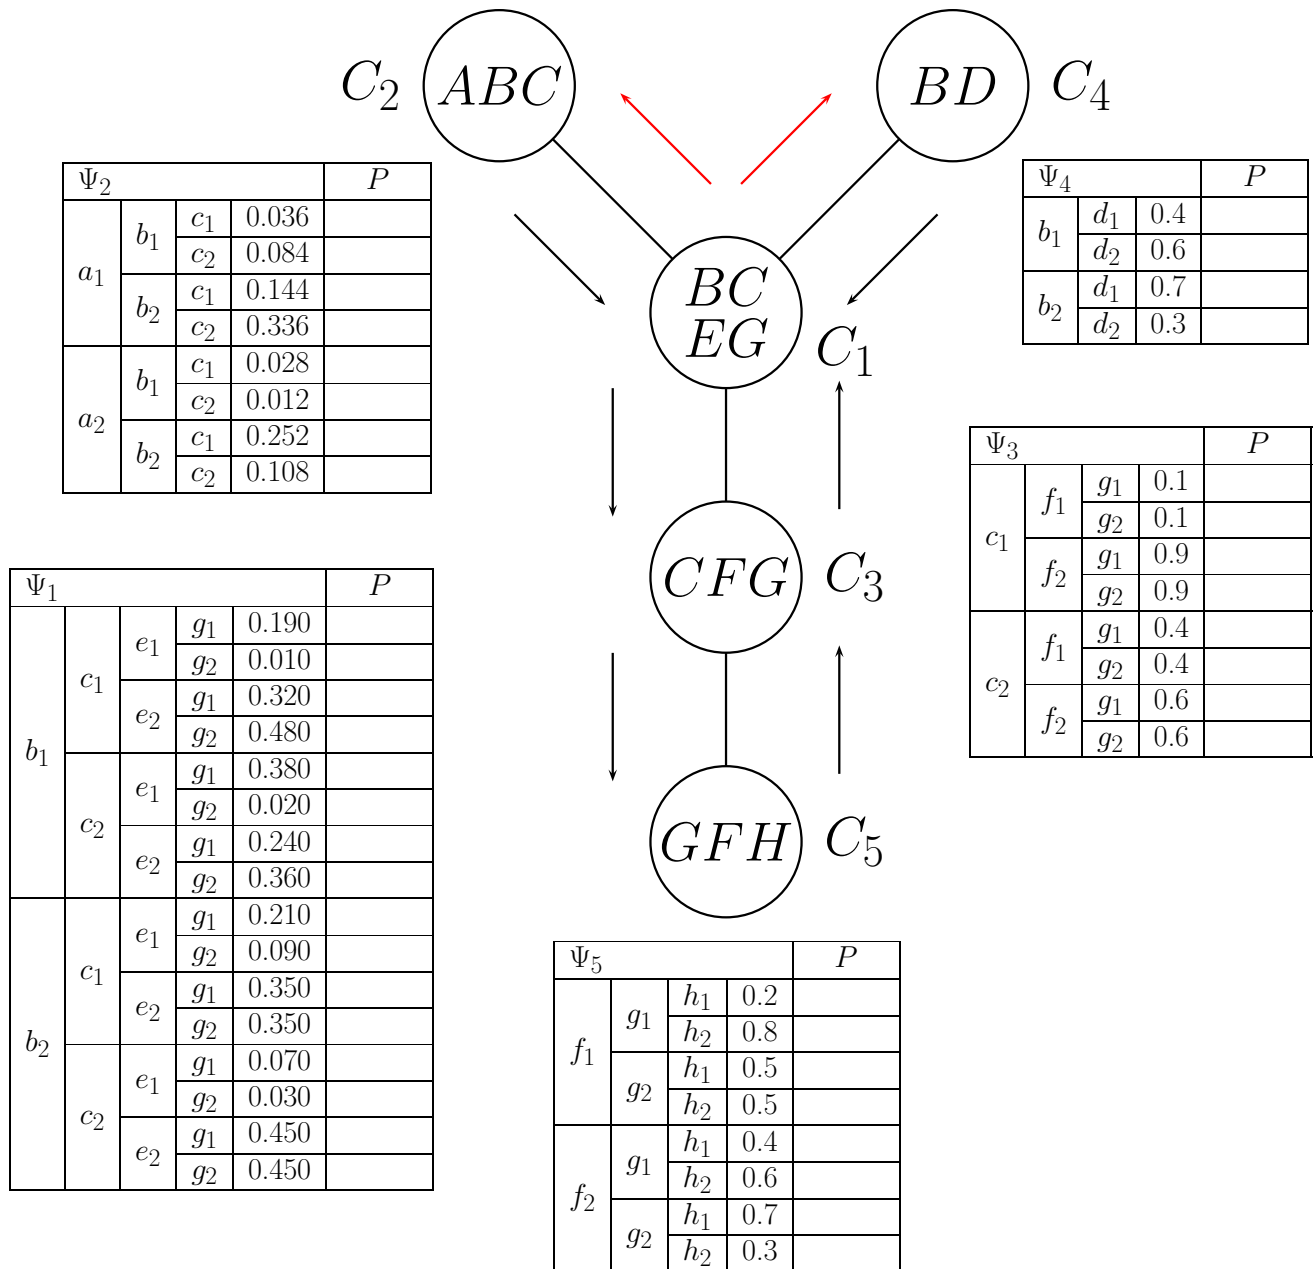 C2 ABC BD C4
Ψ2 P
a1 b1 c1 0.036
c2 0.084
b2 c1 0.144
c2 0.336
a2 b1 c1 0.028
c2 0.012
b2 c1 0.252
c2 0.108
Ψ4 P
b1 d1 0.4
d2 0.6
b2 d1 0.7
d2 0.3
BC
EG
C1
Ψ3 P
c1 f1 g1 0.1
g2 0.1
f2 g1 0.9
g2 0.9
c2 f1 g1 0.4
g2 0.4
f2 g1 0.6
g2 0.6
CFG C3
Ψ1 P
b1 c1 e1 g1 0.190
g2 0.010
e2 g1 0.320
g2 0.480
c2 e1 g1 0.380
g2 0.020
e2 g1 0.240
g2 0.360
b2 c1 e1 g1 0.210
g2 0.090
e2 g1 0.350
g2 0.350
c2 e1 g1 0.070
g2 0.030
e2 g1 0.450
g2 0.450
GFH C5
Ψ5 P
f1 g1 h1 0.2
h2 0.8
g2 h1 0.5
h2 0.5
f2 g1 h1 0.4
h2 0.6
g2 h1 0.7
h2 0.3